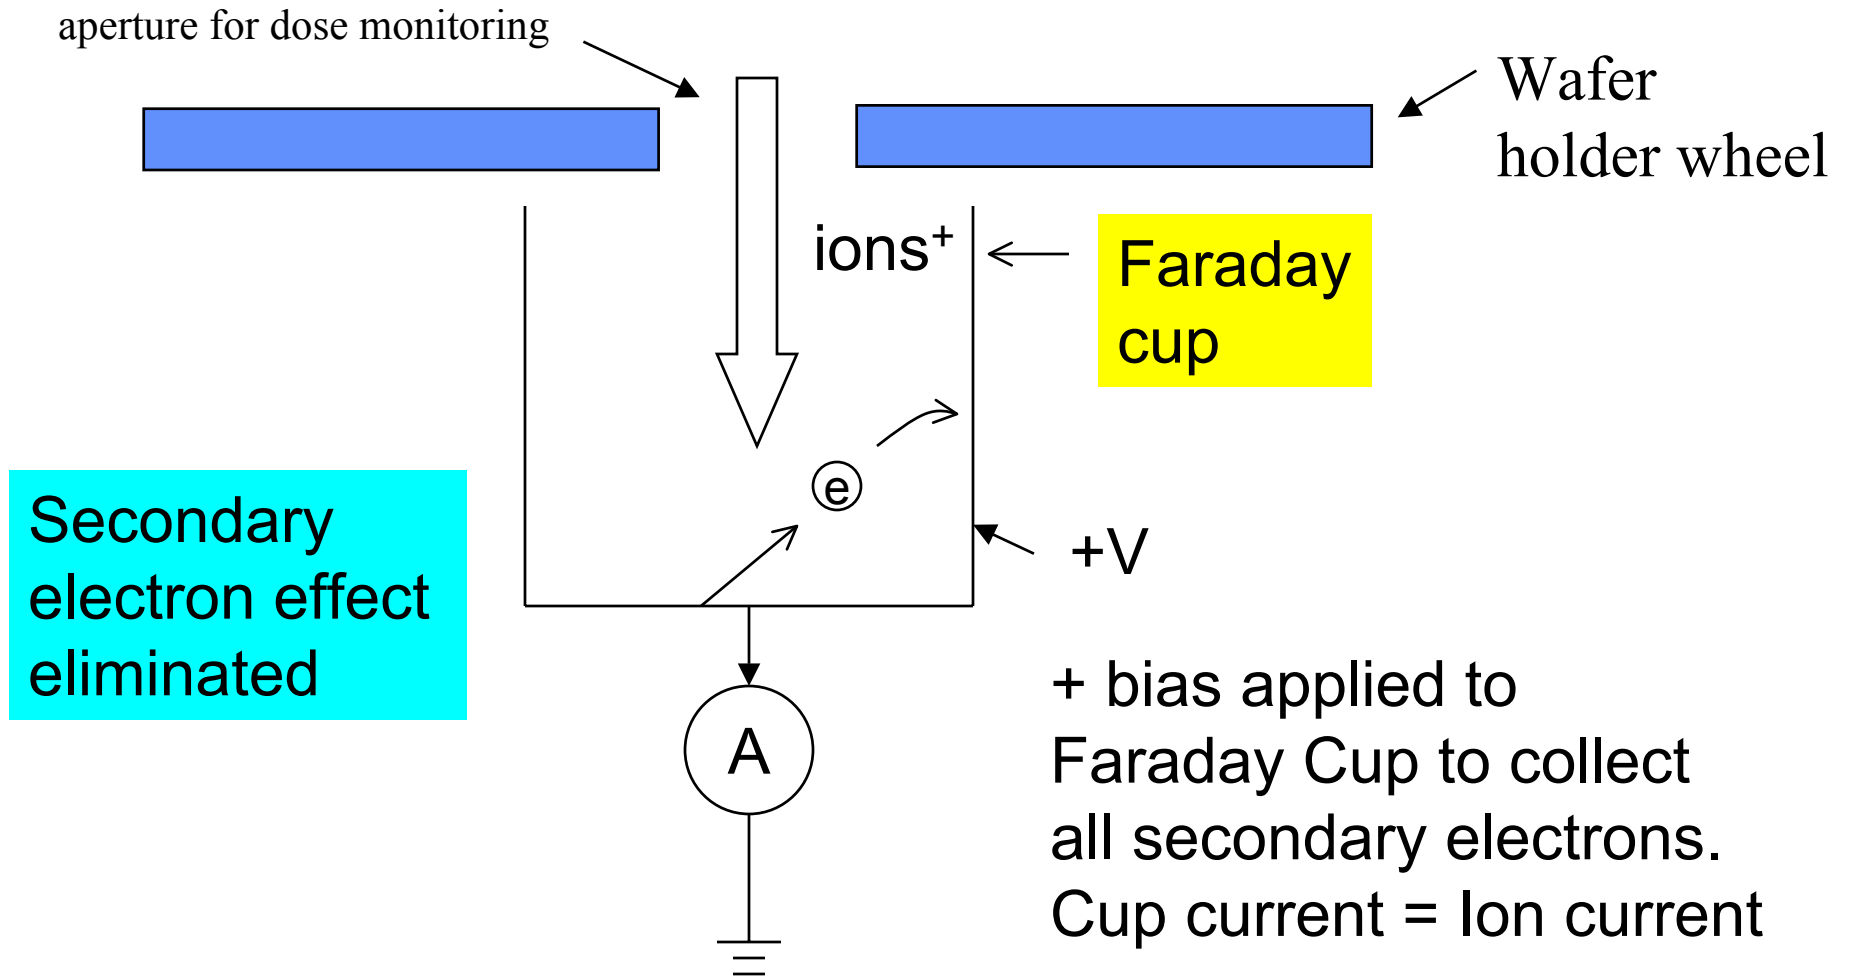 aperture for dose monitoring
Wafer
holder wheel
ions⁺
Faraday
cup
e
Secondary
electron effect
eliminated
+V
A
+ bias applied to
Faraday Cup to collect
all secondary electrons.
Cup current = Ion current